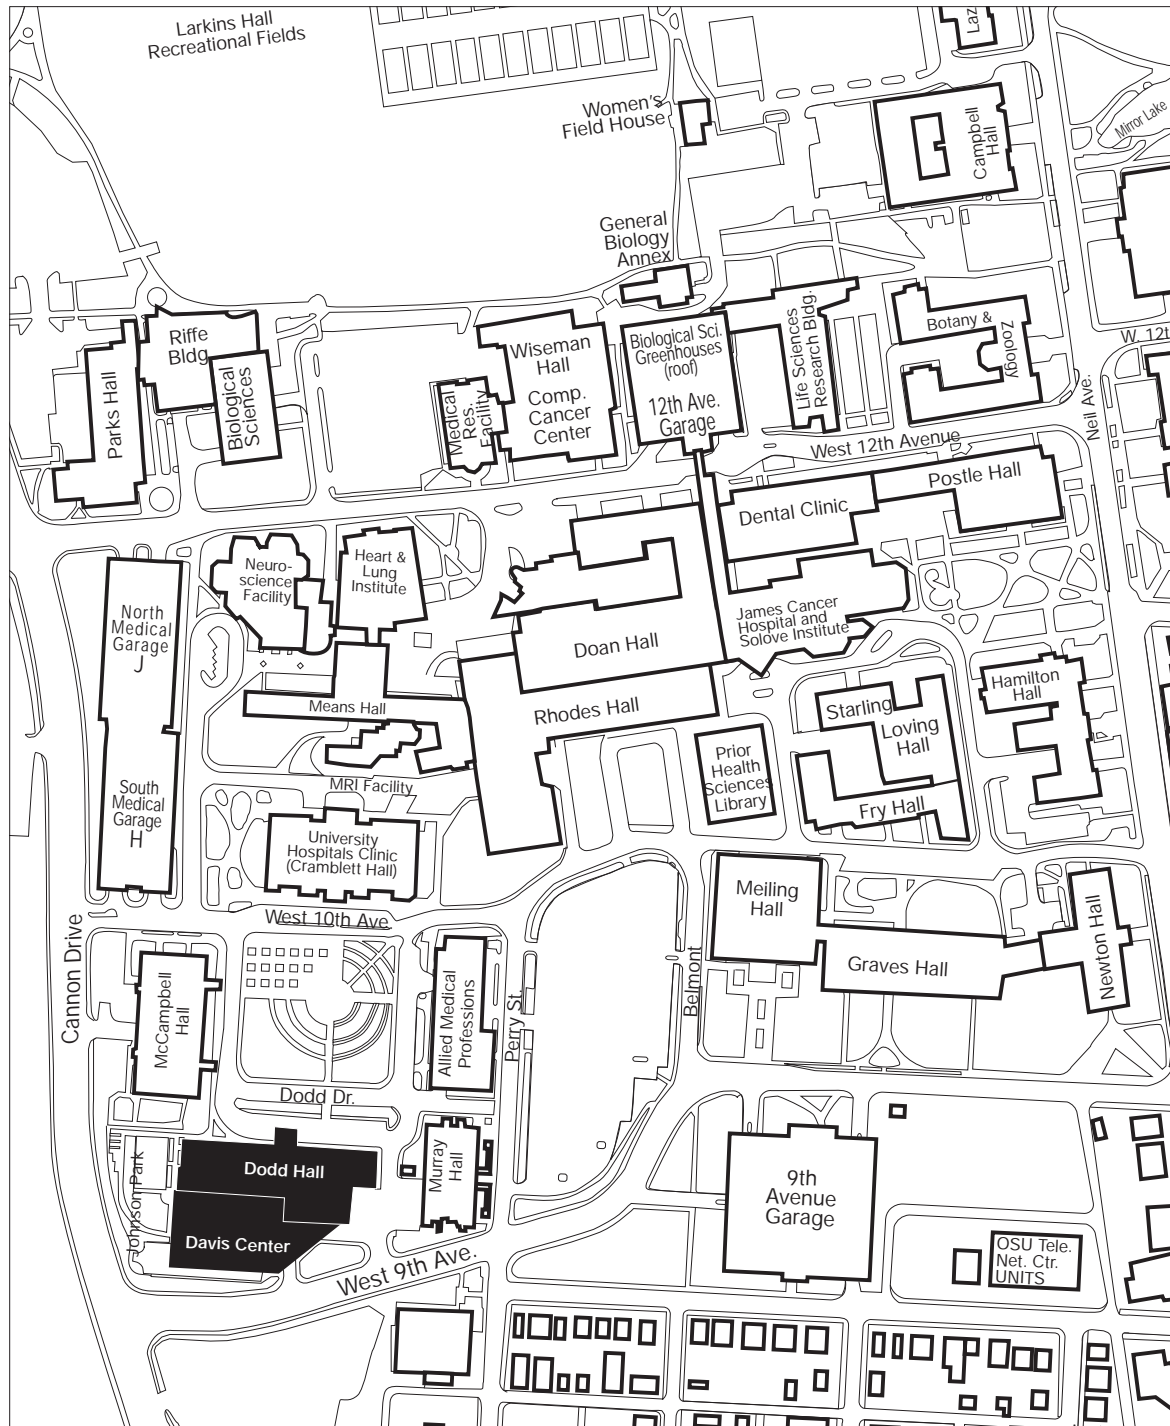 Larkins Hall
Recreational Fields
Laz
Women's
Field House
Campbell
Hall
Mirror Lake
General
Biology
Annex
Riffe
Bldg.
Parks Hall
Biological
Sciences
Medical
Res.
Facility
Wiseman
Hall
Comp.
Cancer
Center
Biological Sci.
Greenhouses
(roof)
12th Ave.
Garage
Life Sciences
Research Bldg.
Botany &
Zoology
W. 12t
Neil Ave.
West 12th Avenue
Postle Hall
Dental Clinic
Neuro-
science
Facility
Heart &
Lung
Institute
North
Medical
Garage
J
James Cancer
Hospital and
Solove Institute
Doan Hall
Rhodes Hall
Means Hall
Hamilton
Hall
Starling
Loving
Hall
Prior
Health
Sciences
Library
Fry Hall
MRI Facility
South
Medical
Garage
H
University
Hospitals Clinic
(Cramblett Hall)
West 10th Ave
Meiling
Hall
Graves Hall
Newton Hall
Cannon Drive
McCampbell
Hall
Allied Medical
Professions
Perry St.
Belmont
Dodd Dr.
Johnson Park
Dodd Hall
Davis Center
Murray
Hall
9th
Avenue
Garage
West 9th Ave.
OSU Tele.
Net. Ctr.
UNITS